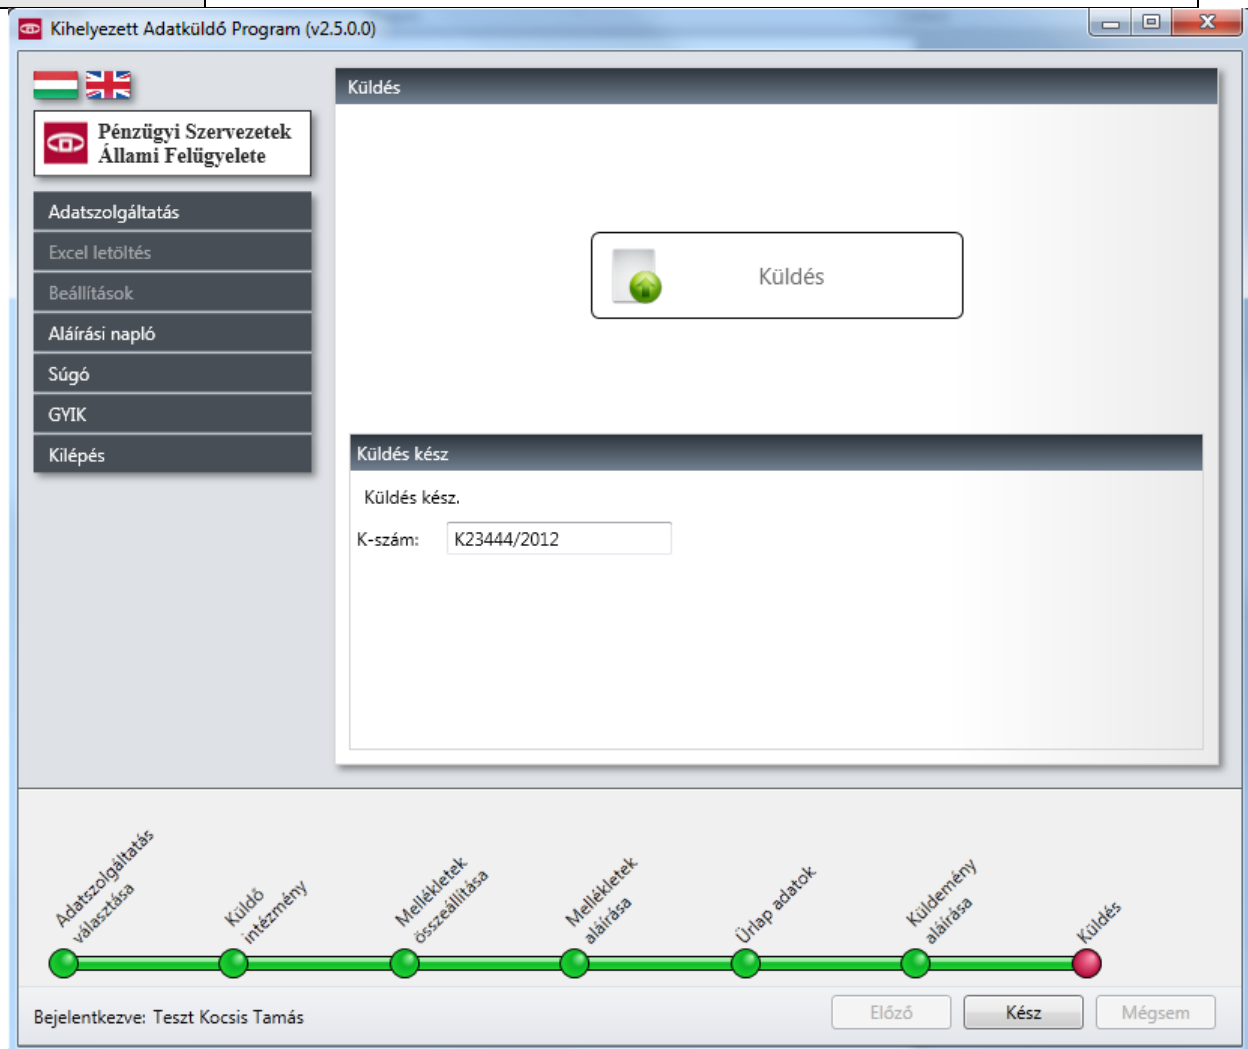 Kihelyezett Adatküldő Program (v2.5.0.0)
Pénzügyi Szervezetek
Állami Felügyelete
Adatszolgáltatás
Excel letöltés
Beállítások
Aláírási napló
Súgó
GYIK
Kilépés
Küldés
Küldés
Küldés kész
Küldés kész.
K-szám: K23444/2012
Adatszolgáltatás
választása
Küldő
intézmény
Mellékletek
összeállítása
Mellékletek
aláírása
Űrlap adatok
Küldemény
aláírása
Küldés
Bejelentkezve: Teszt Kocsis Tamás
Előző
Kész
Mégsem